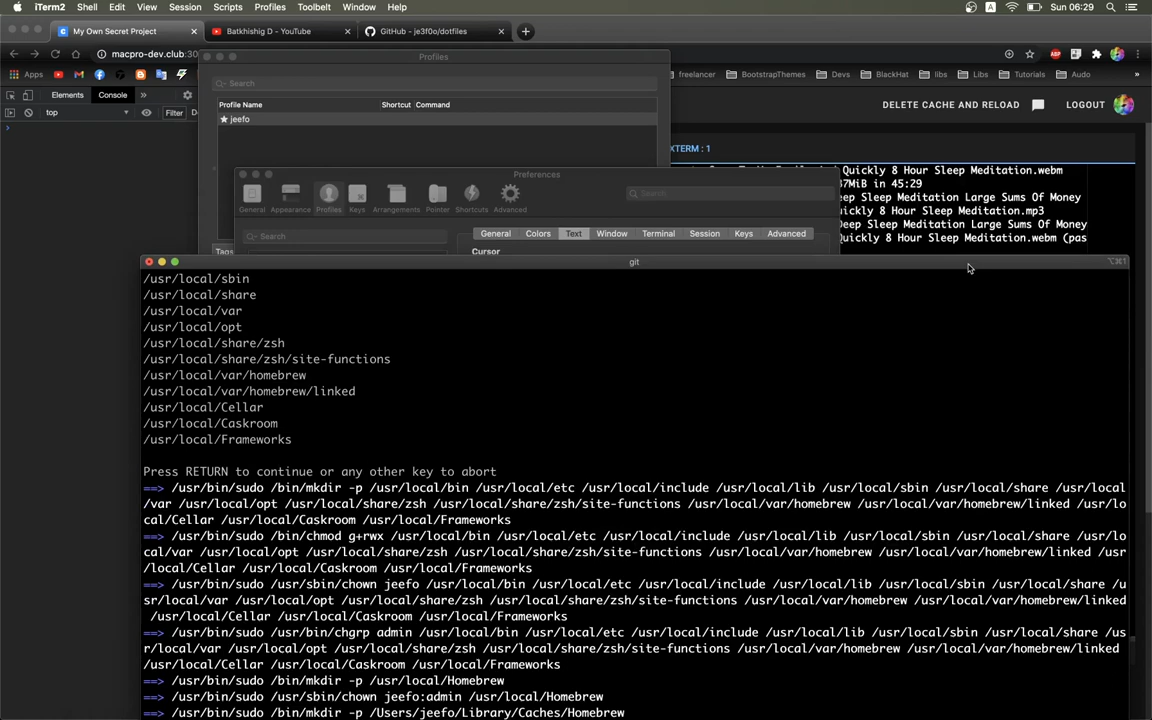 iTerm2 Shell Edit View Session Scripts Profiles Toolbelt Window Help A Sun 06:29
My Own Secret Project Batkhishig D - YouTube GitHub - je3f0o/dotfiles
macpro-dev.club:30
Profiles
Apps freelancer BootstrapThemes Devs BlackHat libs Libs Tutorials Audo »
Search
Elements Console »
Profile Name Shortcut Command
DELETE CACHE AND RELOAD LOGOUT
top Filter
jeefo
XTERM : 1
Quickly 8 Hour Sleep Meditation.webm
Preferences
37MiB in 45:29
General Appearance Profiles Keys Arrangements Pointer Shortcuts Advanced
Search
eep Sleep Meditation Large Sums Of Money
uickly 8 Hour Sleep Meditation.mp3
Deep Sleep Meditation Large Sums Of Money
Search
General Colors Text Window Terminal Session Keys Advanced
Quickly 8 Hour Sleep Meditation.webm (pas
Tags
Cursor
git
⌥⌘1
/usr/local/sbin
/usr/local/share
/usr/local/var
/usr/local/opt
/usr/local/share/zsh
/usr/local/share/zsh/site-functions
/usr/local/var/homebrew
/usr/local/var/homebrew/linked
/usr/local/Cellar
/usr/local/Caskroom
/usr/local/Frameworks
Press RETURN to continue or any other key to abort
==> /usr/bin/sudo /bin/mkdir -p /usr/local/bin /usr/local/etc /usr/local/include /usr/local/lib /usr/local/sbin /usr/local/share /usr/local
/var /usr/local/opt /usr/local/share/zsh /usr/local/share/zsh/site-functions /usr/local/var/homebrew /usr/local/var/homebrew/linked /usr/lo
cal/Cellar /usr/local/Caskroom /usr/local/Frameworks
==> /usr/bin/sudo /bin/chmod g+rwx /usr/local/bin /usr/local/etc /usr/local/include /usr/local/lib /usr/local/sbin /usr/local/share /usr/lo
cal/var /usr/local/opt /usr/local/share/zsh /usr/local/share/zsh/site-functions /usr/local/var/homebrew /usr/local/var/homebrew/linked /us
r/local/Cellar /usr/local/Caskroom /usr/local/Frameworks
==> /usr/bin/sudo /usr/sbin/chown jeefo /usr/local/bin /usr/local/etc /usr/local/include /usr/local/lib /usr/local/sbin /usr/local/share /u
sr/local/var /usr/local/opt /usr/local/share/zsh /usr/local/share/zsh/site-functions /usr/local/var/homebrew /usr/local/var/homebrew/linked
/usr/local/Cellar /usr/local/Caskroom /usr/local/Frameworks
==> /usr/bin/sudo /usr/bin/chgrp admin /usr/local/bin /usr/local/etc /usr/local/include /usr/local/lib /usr/local/sbin /usr/local/share /us
r/local/var /usr/local/opt /usr/local/share/zsh /usr/local/share/zsh/site-functions /usr/local/var/homebrew /usr/local/var/homebrew/linked
/usr/local/Cellar /usr/local/Caskroom /usr/local/Frameworks
==> /usr/bin/sudo /bin/mkdir -p /usr/local/Homebrew
==> /usr/bin/sudo /usr/sbin/chown jeefo:admin /usr/local/Homebrew
==> /usr/bin/sudo /bin/mkdir -p /Users/jeefo/Library/Caches/Homebrew